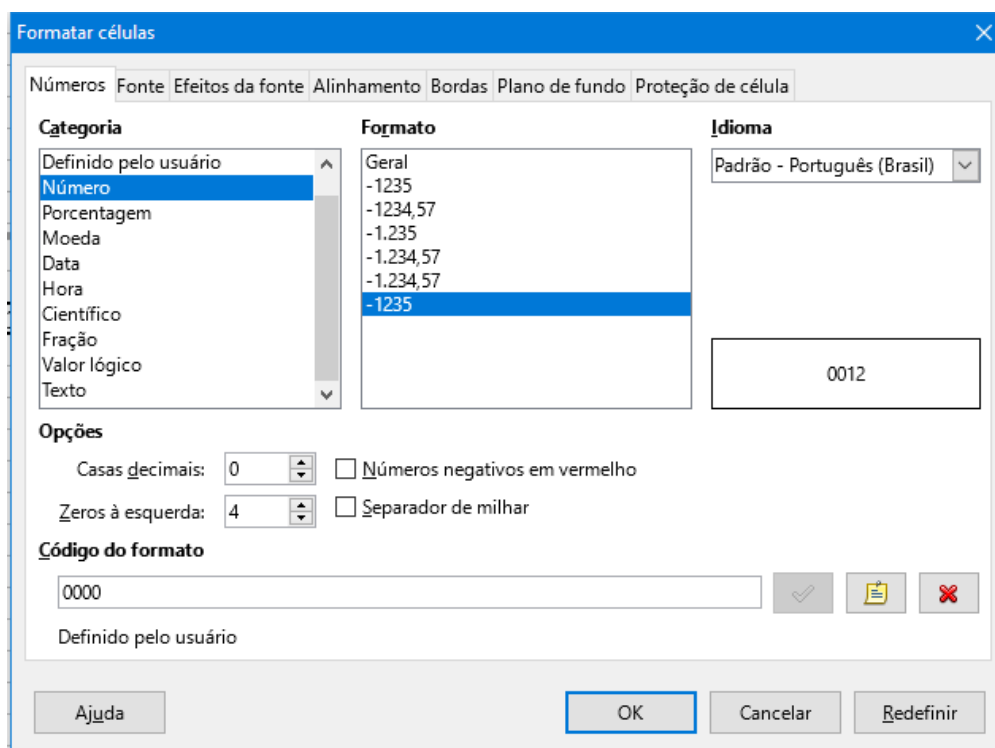 Formatar células
Números Fonte Efeitos da fonte Alinhamento Bordas Plano de fundo Proteção de célula
Categoria
Definido pelo usuário
Número
Porcentagem
Moeda
Data
Hora
Científico
Fração
Valor lógico
Texto
Formato
Geral
-1235
-1234,57
-1.235
-1.234,57
-1.234,57
-1235
Idioma
Padrão - Português (Brasil)
0012
Opções
Casas decimais: 0
Números negativos em vermelho
Zeros à esquerda: 4
Separador de milhar
Código do formato
0000
Definido pelo usuário
Ajuda
OK
Cancelar
Redefinir